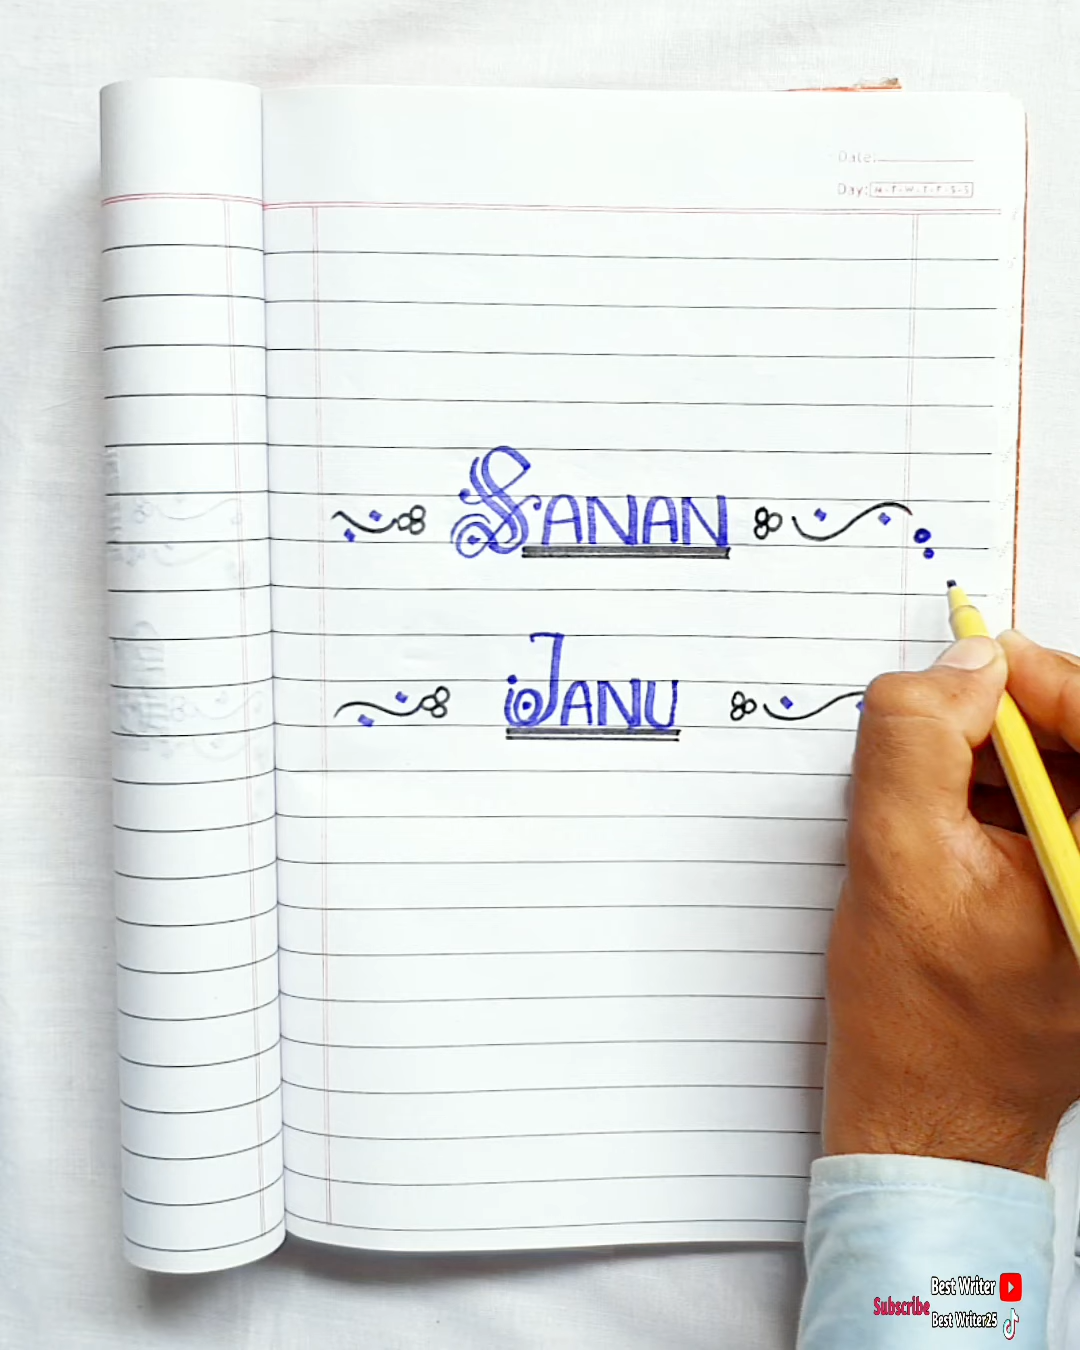 Date:
Day: M-T-W-T-F-S-S
SANAN
JANU
Best Writer
Subscribe
Best Writer25